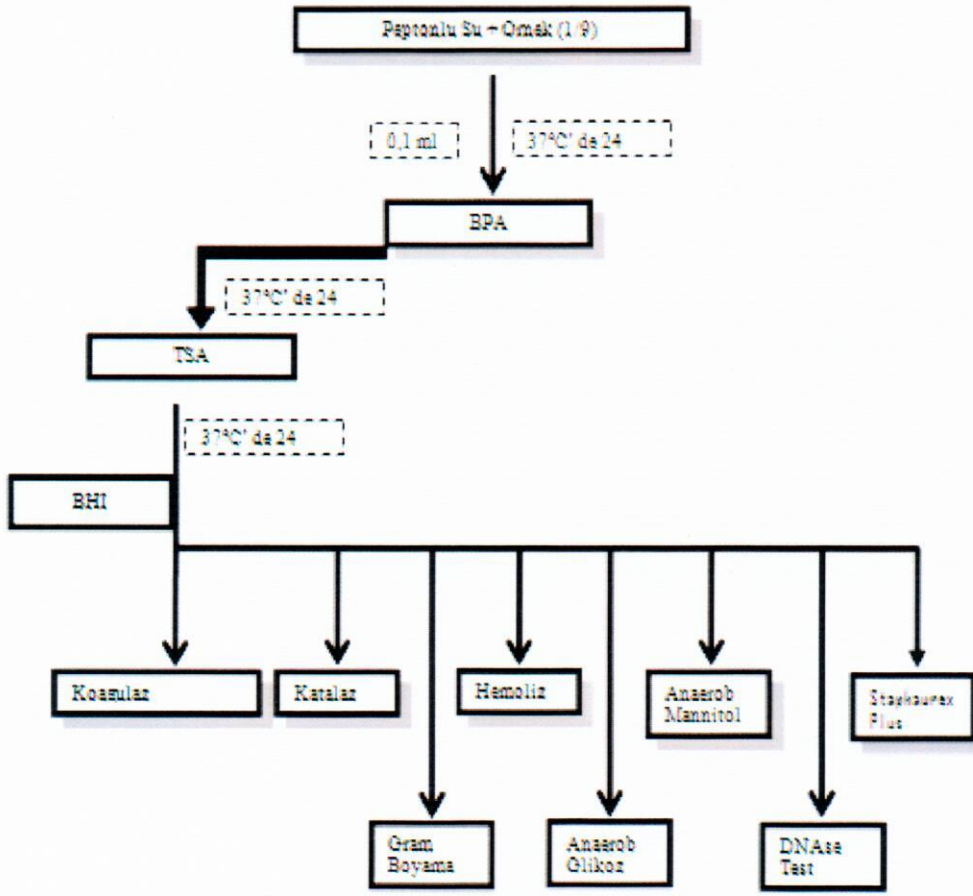 Peptonlu Su + Ornek (1/9)
0,1 ml
37°C' de 24
BPA
37°C' de 24
TSA
37°C' de 24
BHI
Koagulaz
Katalaz
Hemoliz
Anaerob
Mannitol
Staphaurex
Plus
Gram
Boyama
Anaerob
Glikoz
DNAse
Test